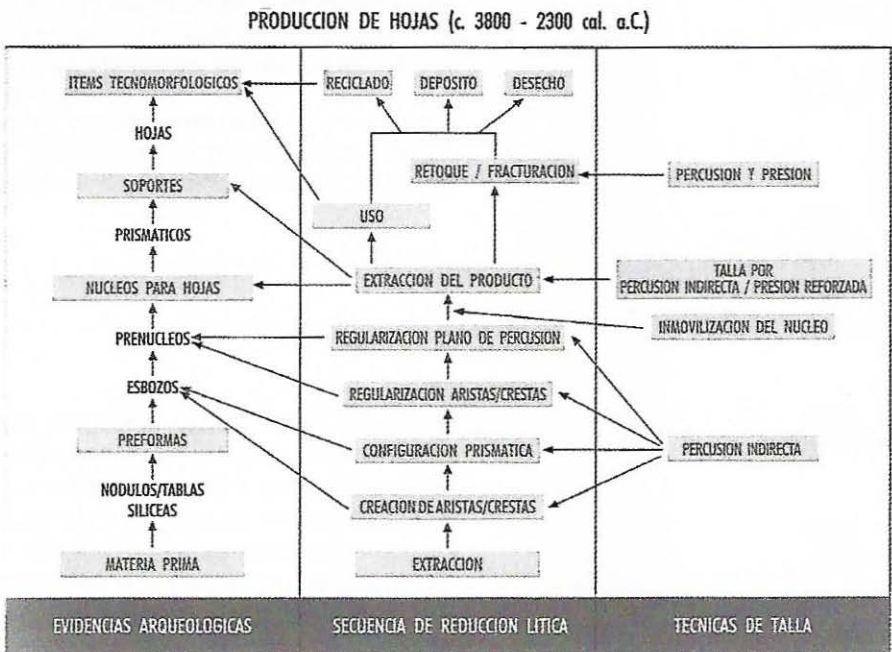 PRODUCCION DE HOJAS (c. 3800 - 2300 cal. a.C.)
ITEMS TECNOMORFOLOGICOS
HOJAS
SOPORTES
PRISMATICOS
NUCLEOS PARA HOJAS
PRENUCLEOS
ESBOZOS
PREFORMAS
NODULOS/TABLAS
SILICEAS
MATERIA PRIMA
EVIDENCIAS ARQUEOLOGICAS
RECICLADO
DEPOSITO
DESECHO
RETOQUE / FRACTURACION
USO
EXTRACCION DEL PRODUCTO
REGULARIZACION PLANO DE PERCUSION
REGULARIZACION ARISTAS/CRESTAS
CONFIGURACION PRISMATICA
CREACION DE ARISTAS/CRESTAS
EXTRACCION
SECUENCIA DE REDUCCION LITICA
PERCUSION Y PRESION
TALLA POR
PERCUSION INDIRECTA / PRESION REFORZADA
INMOVILIZACION DEL NUCLEO
PERCUSION INDIRECTA
TECNICAS DE TALLA